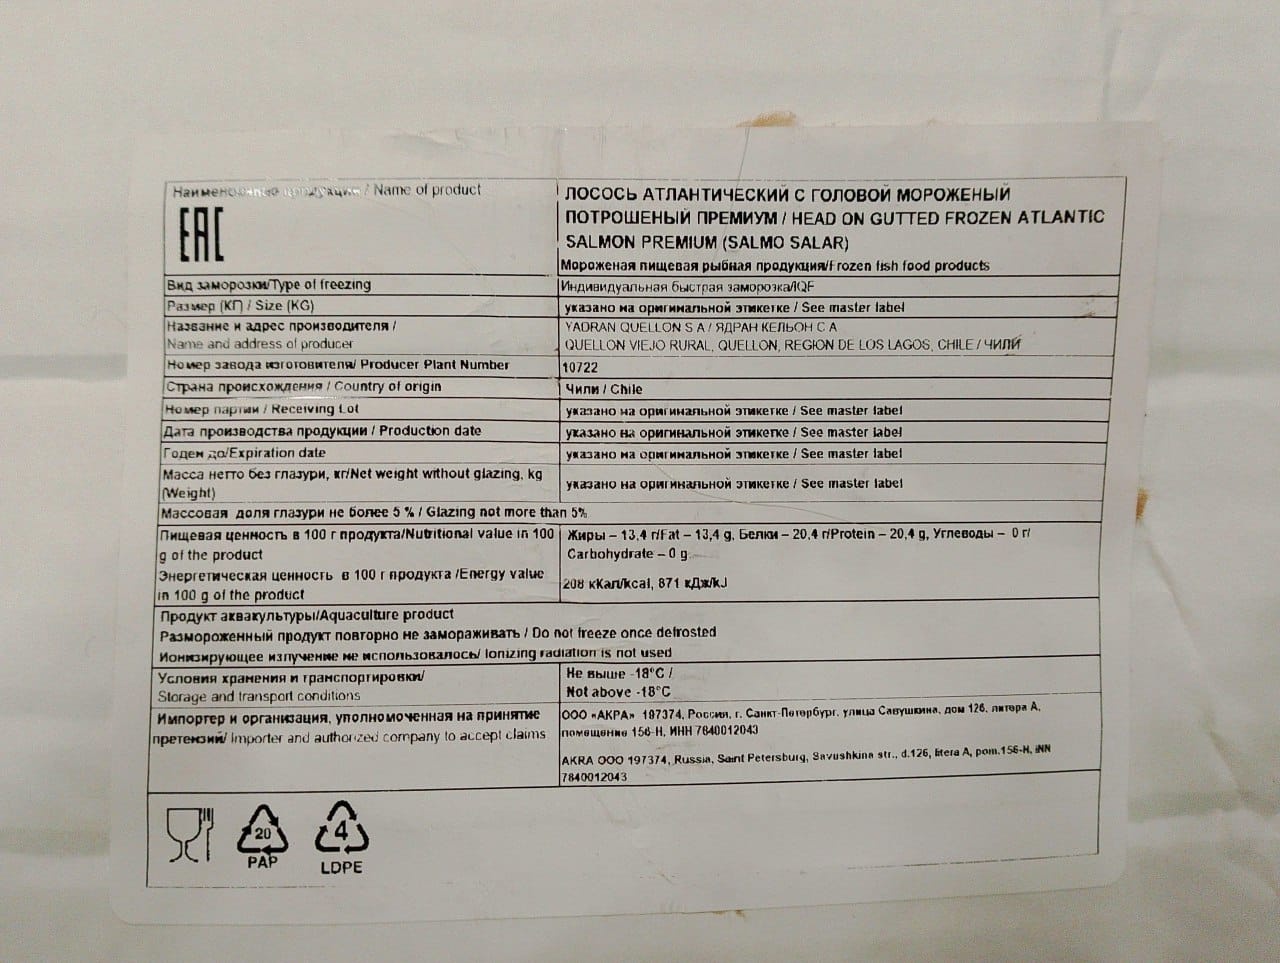 Наименование продукции / Name of product
EAC
ЛОСОСЬ АТЛАНТИЧЕСКИЙ С ГОЛОВОЙ МОРОЖЕНЫЙ
ПОТРОШЕНЫЙ ПРЕМИУМ / HEAD ON GUTTED FROZEN ATLANTIC
SALMON PREMIUM (SALMO SALAR)
Мороженая пищевая рыбная продукция/Frozen fish food products
Вид заморозки/Type of freezing
Индивидуальная быстрая заморозка/IQF
Размер (КГ) / Size (KG)
указано на оригинальной этикетке / See master label
Название и адрес производителя /
Name and address of producer
YADRAN QUELLON S A / ЯДРАН КЕЛЬОН С А
QUELLON VIEJO RURAL, QUELLON, REGION DE LOS LAGOS, CHILE / ЧИЛИ
Номер завода изготовителя/ Producer Plant Number
10722
Страна происхождения / Country of origin
Чили / Chile
Номер партии / Receiving Lot
указано на оригинальной этикетке / See master label
Дата производства продукции / Production date
указано на оригинальной этикетке / See master label
Годен до/Expiration date
указано на оригинальной этикетке / See master label
Масса нетто без глазури, кг/Net weight without glazing, kg
(Weight)
указано на оригинальной этикетке / See master label
Массовая доля глазури не более 5 % / Glazing not more than 5%
Пищевая ценность в 100 г продукта/Nutritional value in 100
g of the product
Энергетическая ценность в 100 г продукта /Energy value
in 100 g of the product
Жиры – 13,4 г/Fat – 13,4 g, Белки – 20,4 г/Protein – 20,4 g, Углеводы – 0 г/
Carbohydrate – 0 g.
208 кКал/kcal, 871 кДж/kJ
Продукт аквакультуры/Aquaculture product
Размороженный продукт повторно не замораживать / Do not freeze once defrosted
Ионизирующее излучение не использовалось/ Ionizing radiation is not used
Условия хранения и транспортировки/
Storage and transport conditions
Не выше -18°C /
Not above -18°C
Импортер и организация, уполномоченная на принятие
претензий/ Importer and authorized company to accept claims
ООО «АКРА» 197374, Россия, г. Санкт-Петербург, улица Савушкина, дом 126, литера А,
помещение 156-Н, ИНН 7840012043
AKRA OOO 197374, Russia, Saint Petersburg, Savushkina str., d.126, litera A, pom.156-H, INN
7840012043
20
PAP
4
LDPE